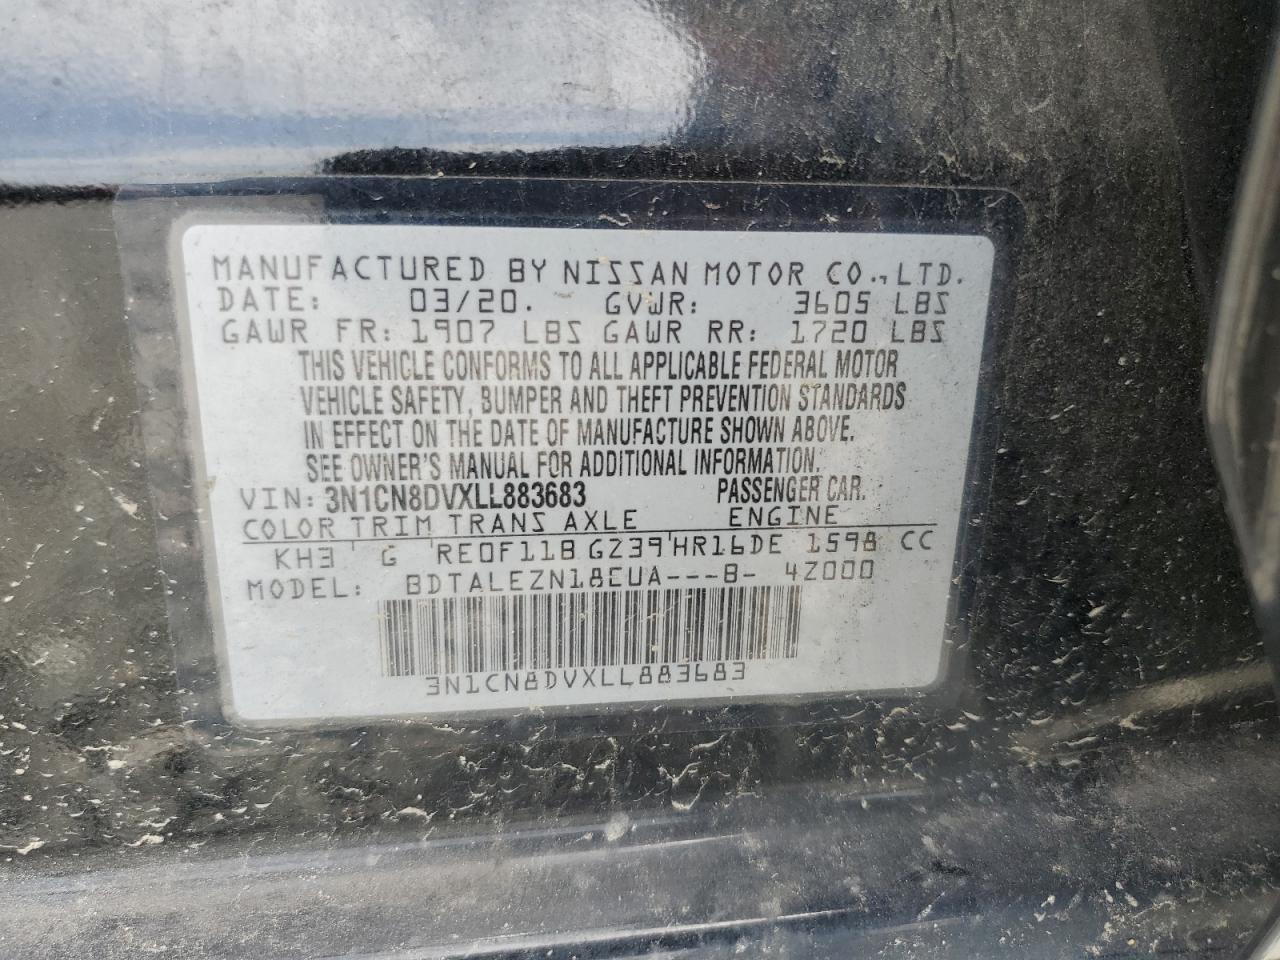 MANUFACTURED BY NISSAN MOTOR CO.,LTD.
DATE: 03/20. GVWR: 3605 LBS
GAWR FR: 1907 LBS GAWR RR: 1720 LBS
THIS VEHICLE CONFORMS TO ALL APPLICABLE FEDERAL MOTOR
VEHICLE SAFETY, BUMPER AND THEFT PREVENTION STANDARDS
IN EFFECT ON THE DATE OF MANUFACTURE SHOWN ABOVE.
SEE OWNER'S MANUAL FOR ADDITIONAL INFORMATION.
VIN: 3N1CN8DVXLL883683 PASSENGER CAR.
COLOR TRIM TRANS AXLE ENGINE
KH3 G RE0F11B GZ39 HR16DE 1598 CC
MODEL: BDTALEZN18EUA---B- 4Z000
3N1CN8DVXLL883683